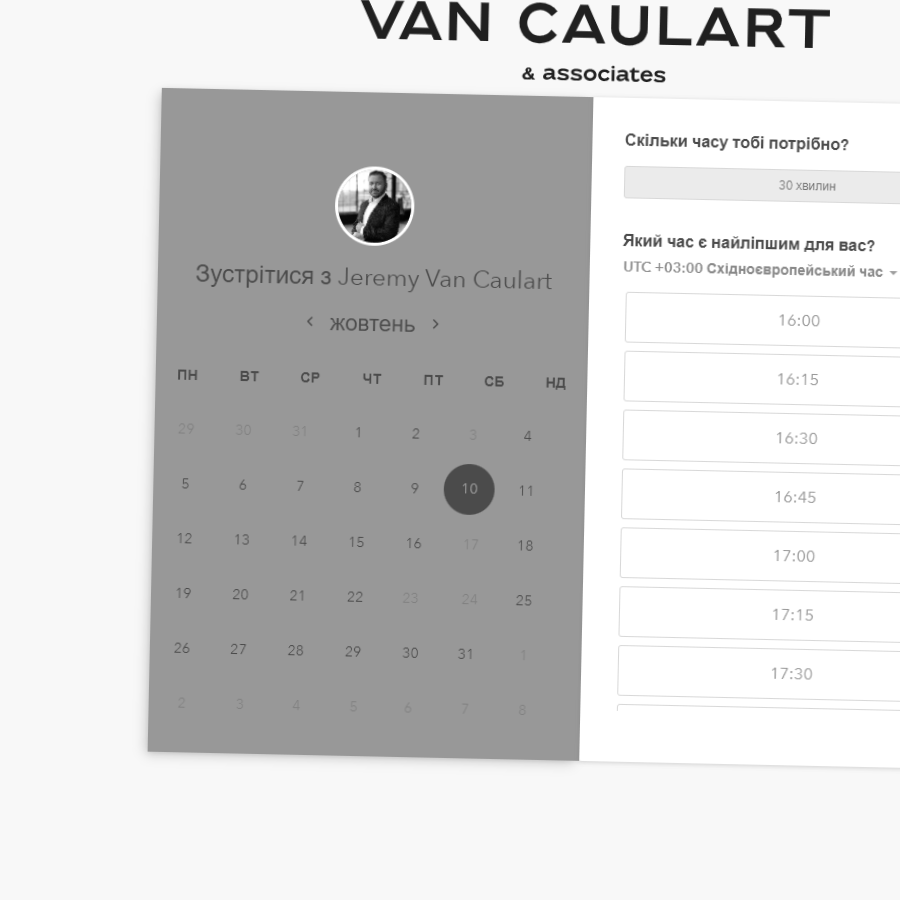 VAN CAULART
& associates
Зустрітися з Jeremy Van Caulart
жовтень
ПН ВТ СР ЧТ ПТ СБ НД
29 30 31 1 2 3 4
5 6 7 8 9 10 11
12 13 14 15 16 17 18
19 20 21 22 23 24 25
26 27 28 29 30 31 1
2 3 4 5 6 7 8
Скільки часу тобі потрібно?
30 хвилин
Який час є найліпшим для вас?
UTC +03:00 Східноєвропейський час
16:00
16:15
16:30
16:45
17:00
17:15
17:30